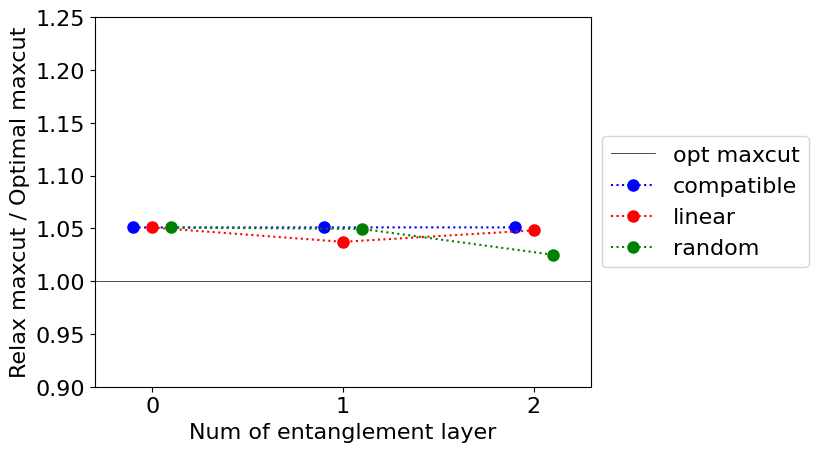 Relax maxcut / Optimal maxcut
1.25
1.20
1.15
1.10
1.05
1.00
0.95
0.90
0
1
2
Num of entanglement layer
opt maxcut
compatible
linear
random